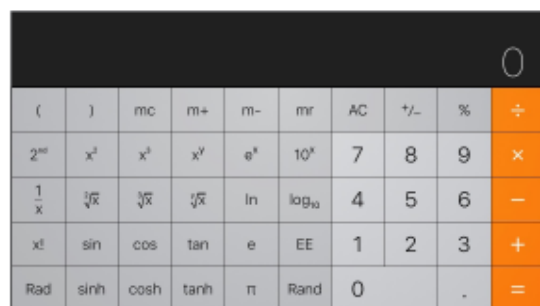 0
( ) mc m+ m- mr AC +/- % ÷
2ⁿᵈ x² x³ xʸ eˣ 10ˣ 7 8 9 ×
1/x ²√x ³√x ʸ√x ln log₁₀ 4 5 6 −
x! sin cos tan e EE 1 2 3 +
Rad sinh cosh tanh π Rand 0 . =